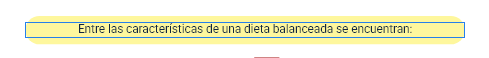 Entre las características de una dieta balanceada se encuentran: